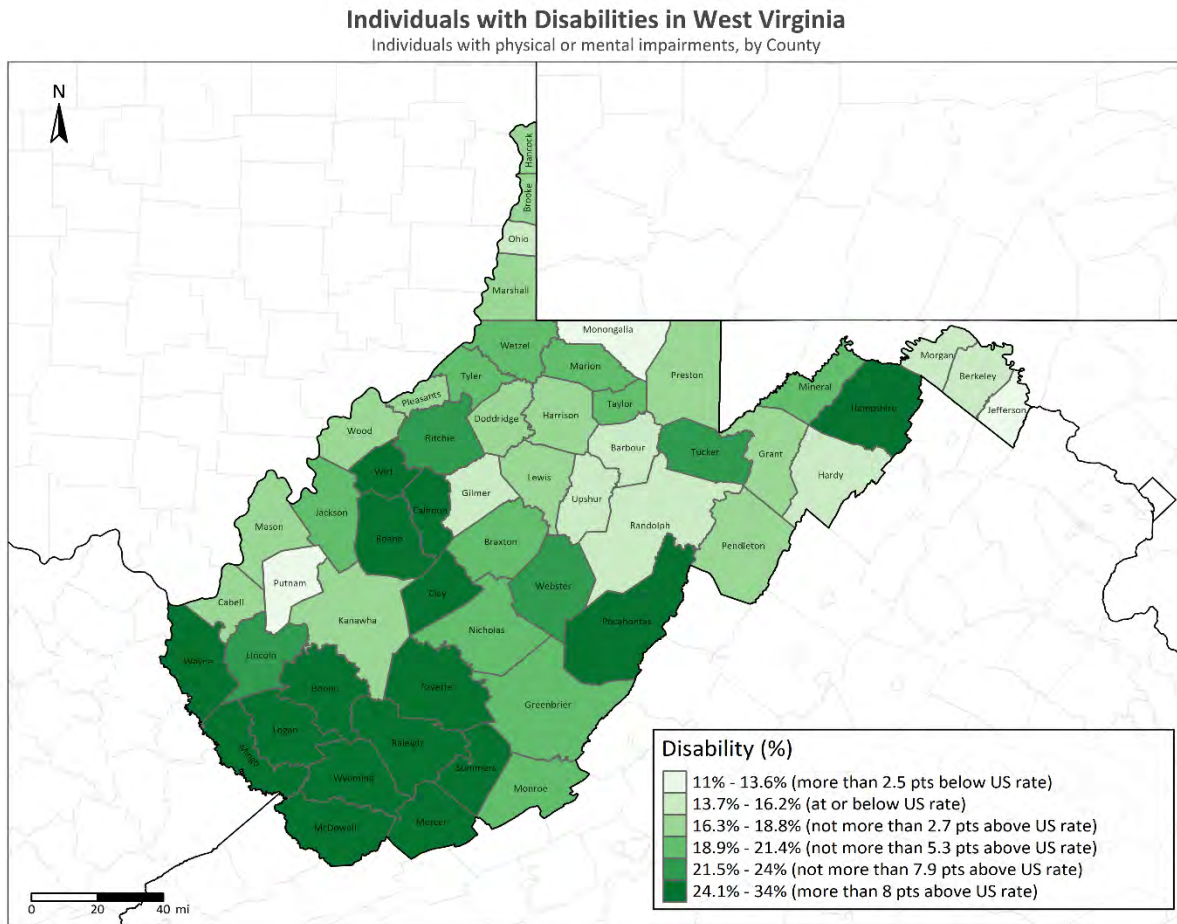 Individuals with Disabilities in West Virginia
Individuals with physical or mental impairments, by County
N
Hancock
Brooke
Ohio
Marshall
Monongalia
Wetzel
Marion
Preston
Morgan
Berkeley
Jefferson
Mineral
Hampshire
Tyler
Pleasants
Taylor
Doddridge
Harrison
Wood
Ritchie
Barbour
Tucker
Grant
Hardy
Wirt
Lewis
Gilmer
Upshur
Calhoun
Jackson
Mason
Randolph
Roane
Braxton
Pendleton
Putnam
Webster
Clay
Cabell
Kanawha
Pocahontas
Nicholas
Wayne
Lincoln
Boone
Fayette
Greenbrier
Logan
Raleigh
Mingo
Wyoming
Summers
Monroe
McDowell
Mercer
Disability (%)
11% - 13.6% (more than 2.5 pts below US rate)
13.7% - 16.2% (at or below US rate)
16.3% - 18.8% (not more than 2.7 pts above US rate)
18.9% - 21.4% (not more than 5.3 pts above US rate)
21.5% - 24% (not more than 7.9 pts above US rate)
24.1% - 34% (more than 8 pts above US rate)
0 20 40 mi